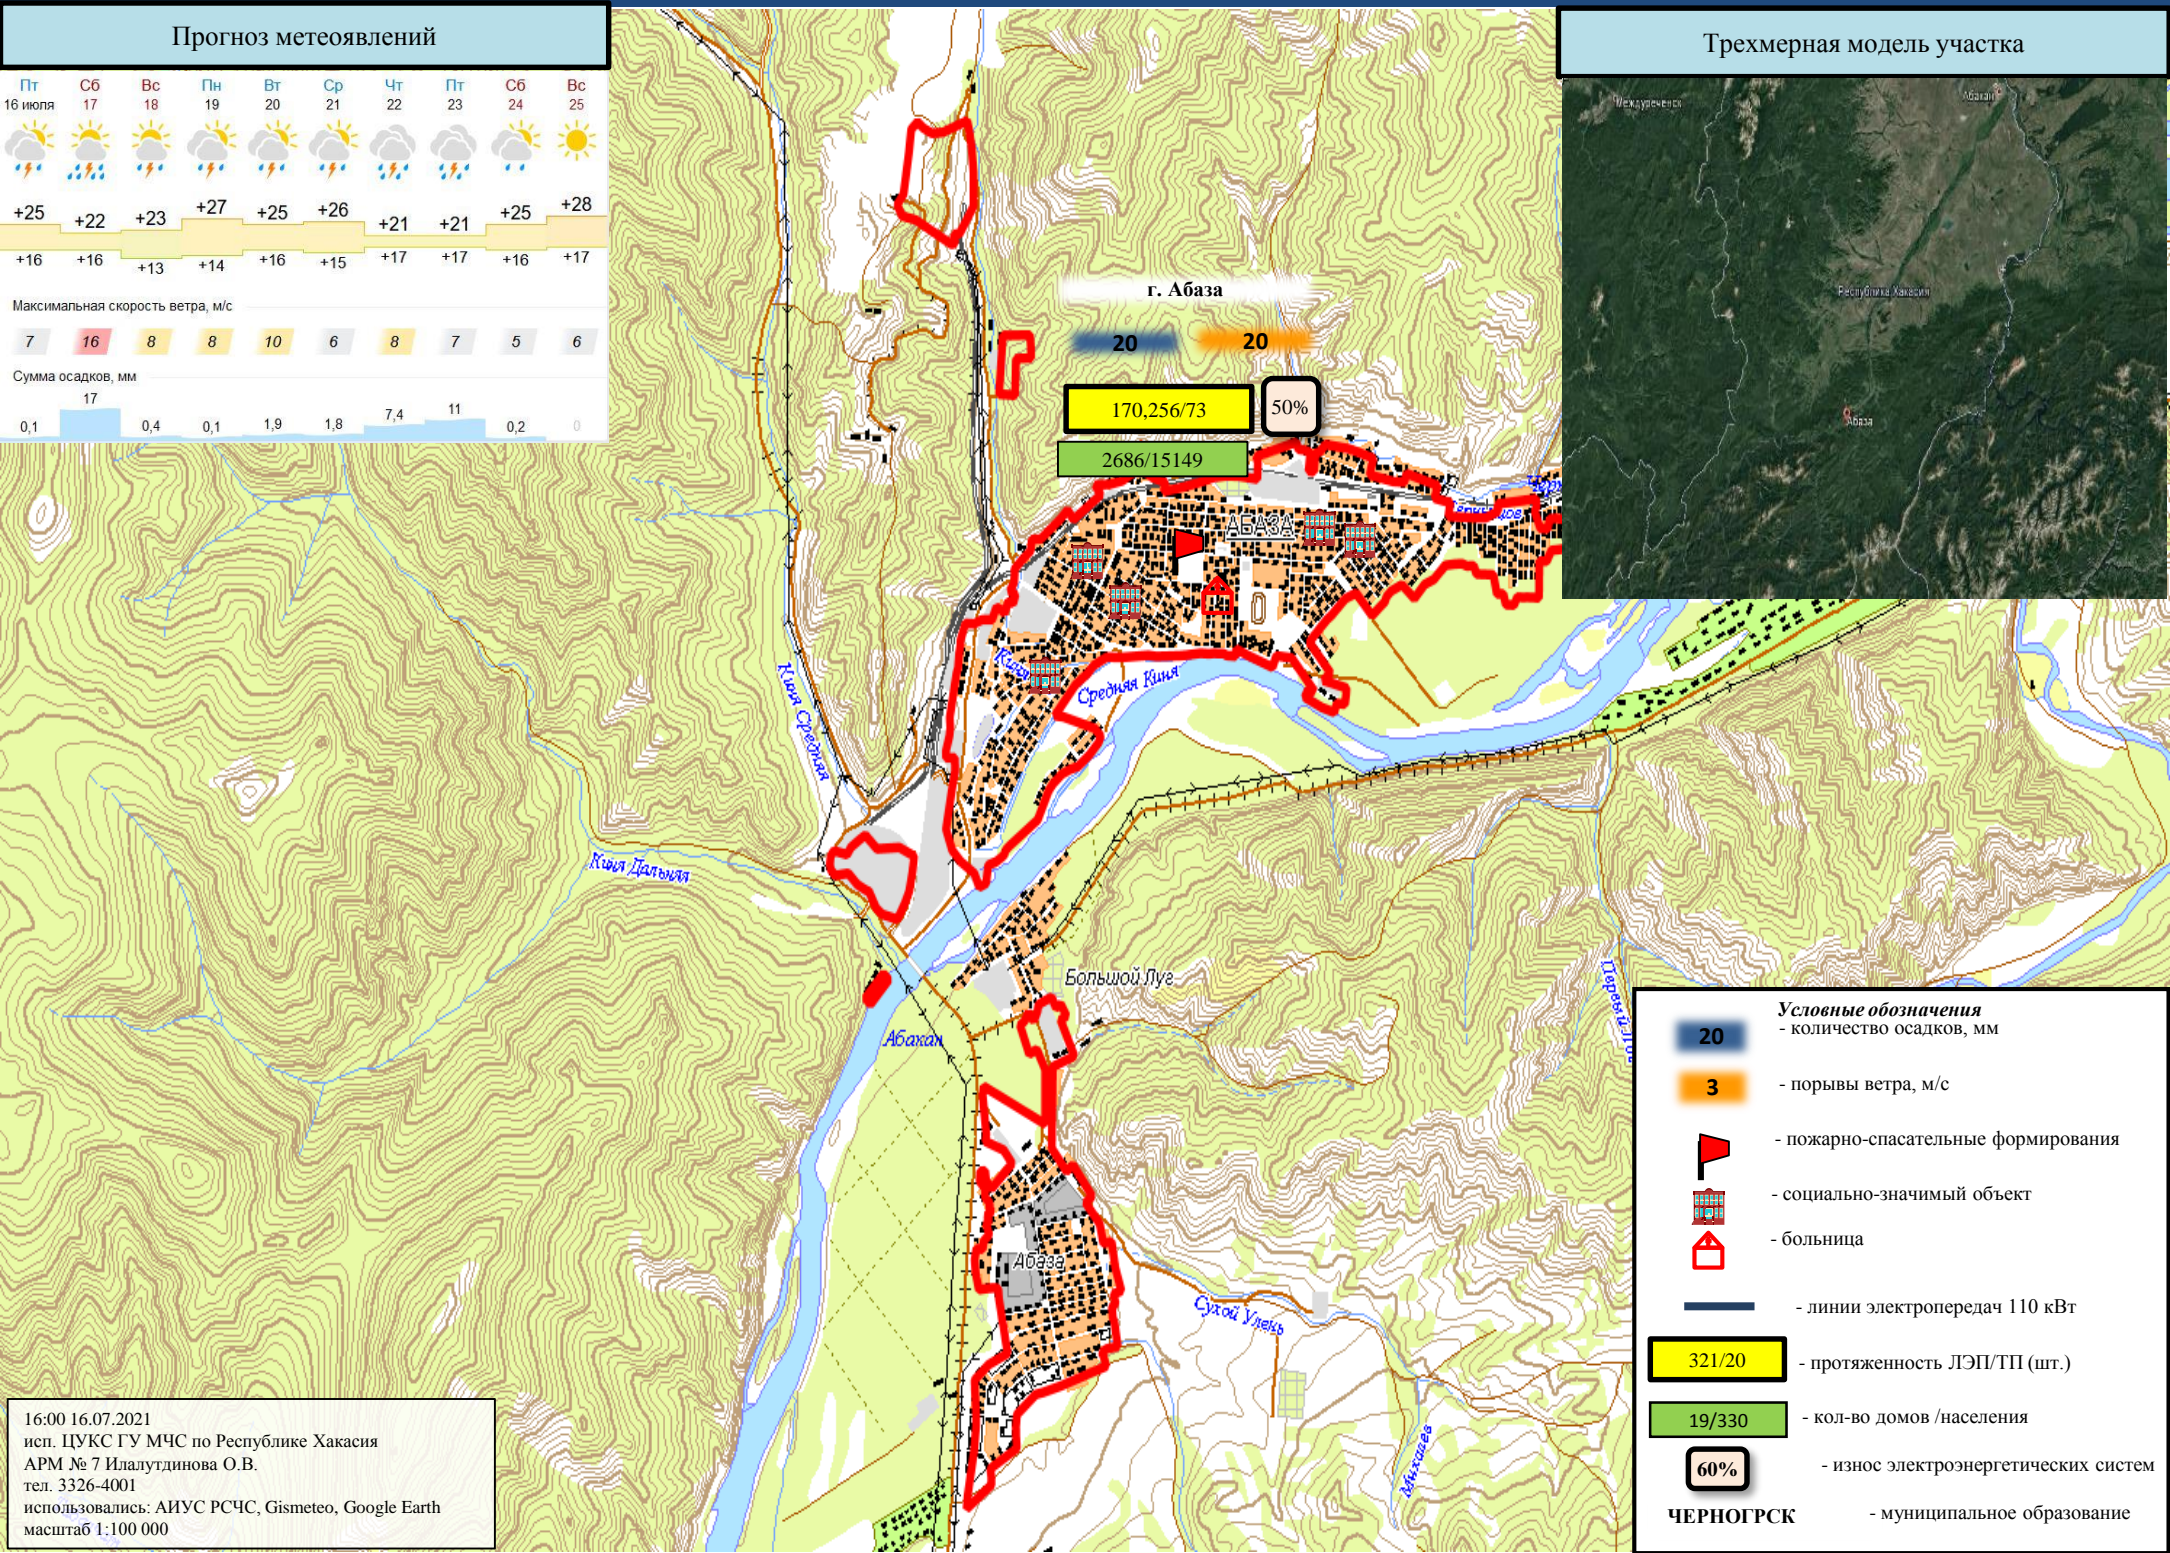 Прогноз метеоявлений
Пт Сб Вс Пн Вт Ср Чт Пт Сб Вс
16 июля 17 18 19 20 21 22 23 24 25
+25 +22 +23 +27 +25 +26 +21 +21 +25 +28
+16 +16 +13 +14 +16 +15 +17 +17 +16 +17
Максимальная скорость ветра, м/с
7 16 8 8 10 6 8 7 5 6
Сумма осадков, мм
0,1 17 0,4 0,1 1,9 1,8 7,4 11 0,2 0
Трехмерная модель участка
Междуреченск
Абакан
Республика Хакасия
Абаза
г. Абаза
20 20
170,256/73 50%
2686/15149
АБАЗА
Средняя Киня
Киня Средняя
Киня Дальняя
Большой Луг
Абакан
Абаза
Сухой Улень
Условные обозначения
20 - количество осадков, мм
3 - порывы ветра, м/с
- пожарно-спасательные формирования
- социально-значимый объект
- больница
- линии электропередач 110 кВт
321/20 - протяженность ЛЭП/ТП (шт.)
19/330 - кол-во домов /населения
60% - износ электроэнергетических систем
ЧЕРНОГРСК - муниципальное образование
16:00 16.07.2021
исп. ЦУКС ГУ МЧС по Республике Хакасия
АРМ № 7 Илалутдинова О.В.
тел. 3326-4001
использовались: АИУС РСЧС, Gismeteo, Google Earth
масштаб 1:100 000